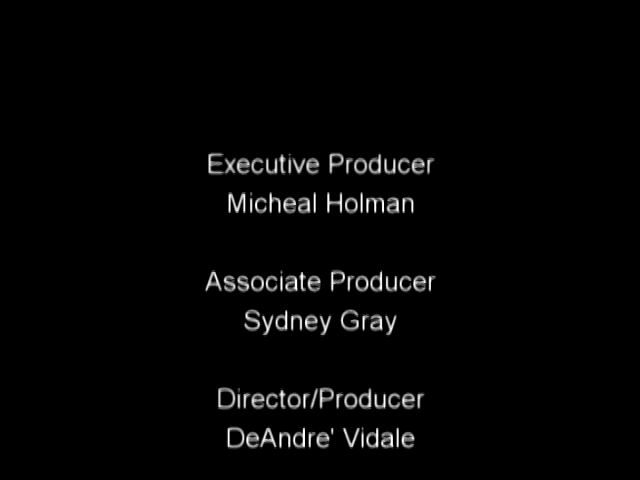 Executive Producer
Micheal Holman
Associate Producer
Sydney Gray
Director/Producer
DeAndre' Vidale